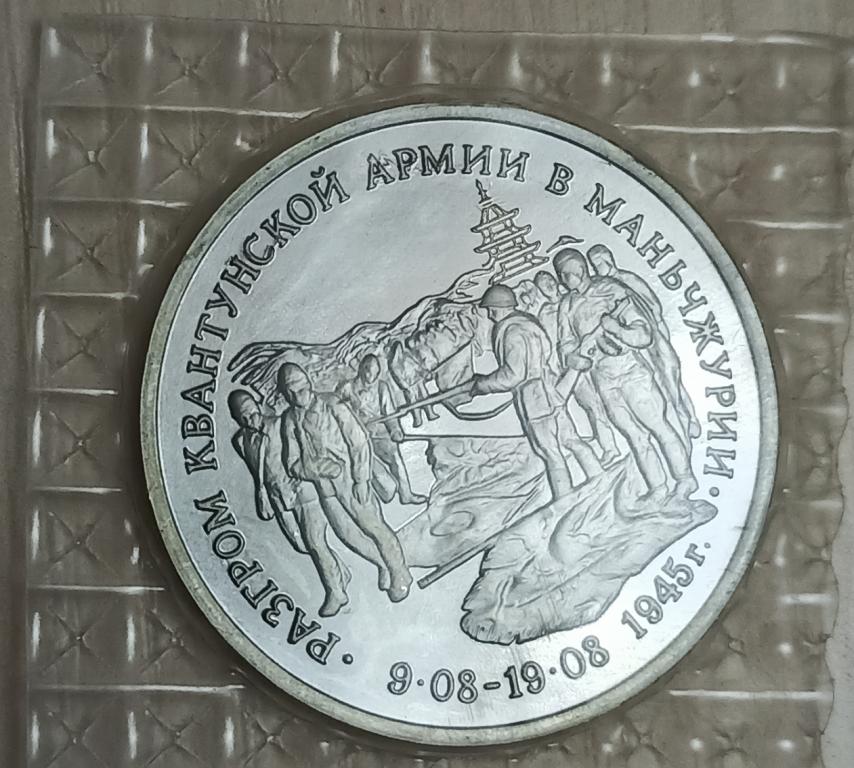 ·РАЗГРОМ КВАНТУНСКОЙ АРМИИ В МАНЬЧЖУРИИ·
9·08-19·08 1945г.